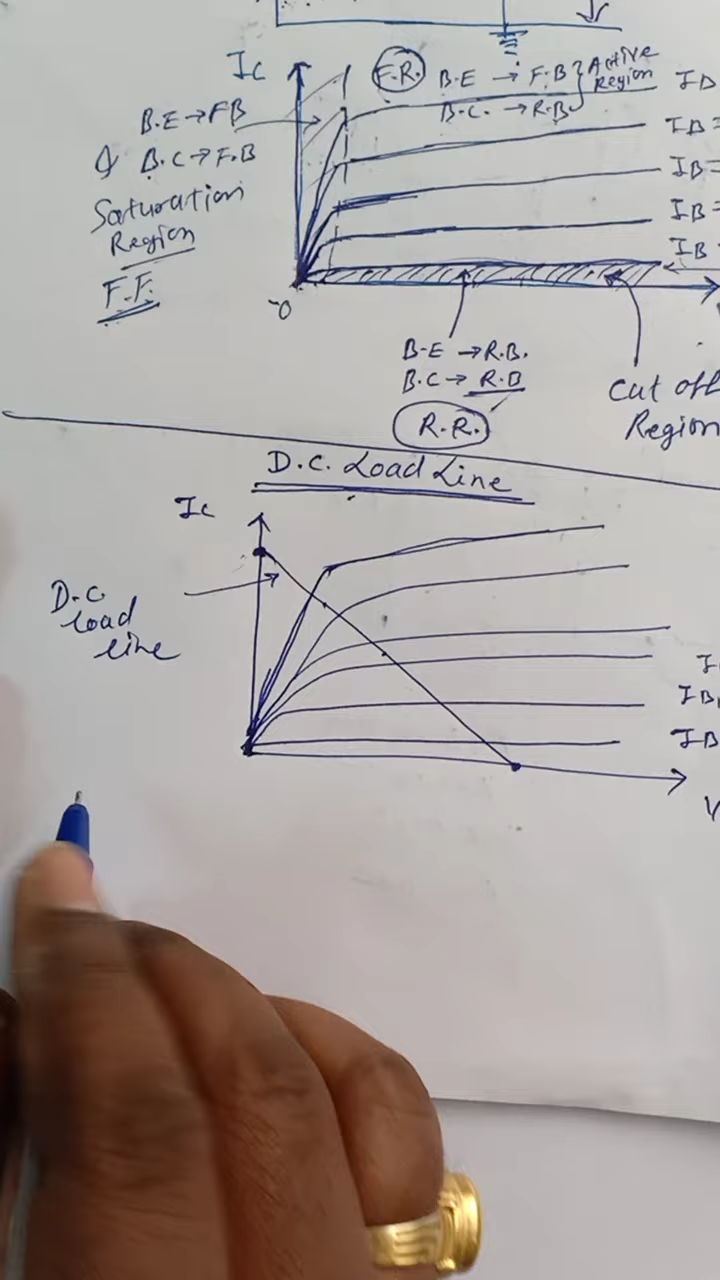 Ic
F.R.
B-E → F.B
Active
Region
B.C. → R.B.
B.E → FB
& B.C → F.B
Saturation
Region
F.F.
IB
IB =
IB =
IB =
IB
0
B-E → R.B.
B.C → R.B
R.R.
Cut off
Region
D.C. Load Line
Ic
D.C.
load
line
IB
IB
V